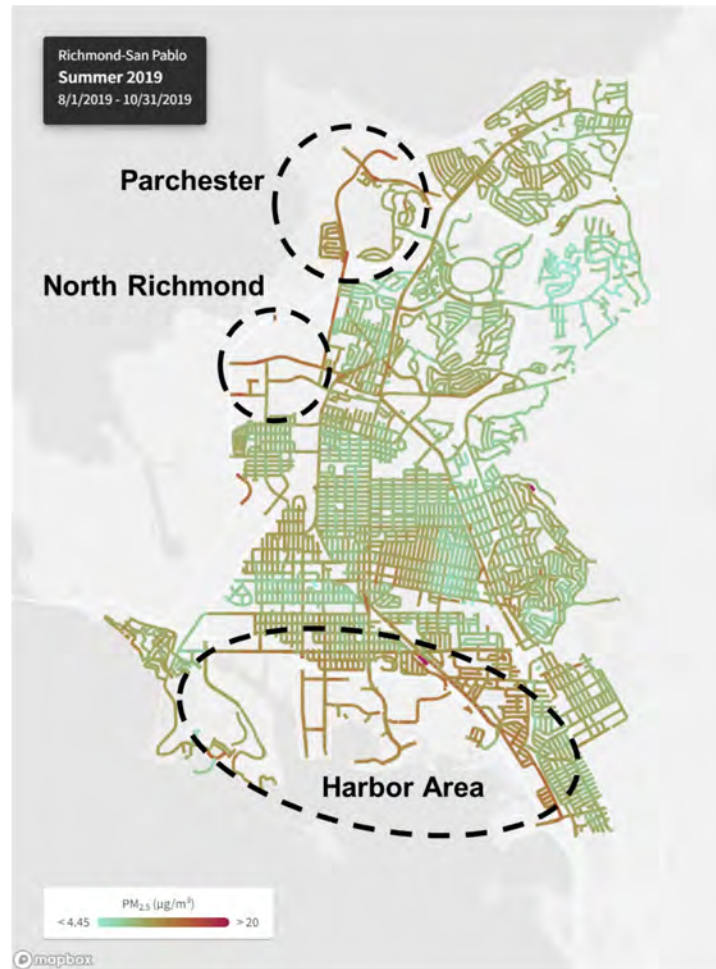 Richmond-San Pablo
Summer 2019
8/1/2019 - 10/31/2019
Parchester
North Richmond
Harbor Area
PM2.5 (µg/m³)
< 4.45 > 20
mapbox